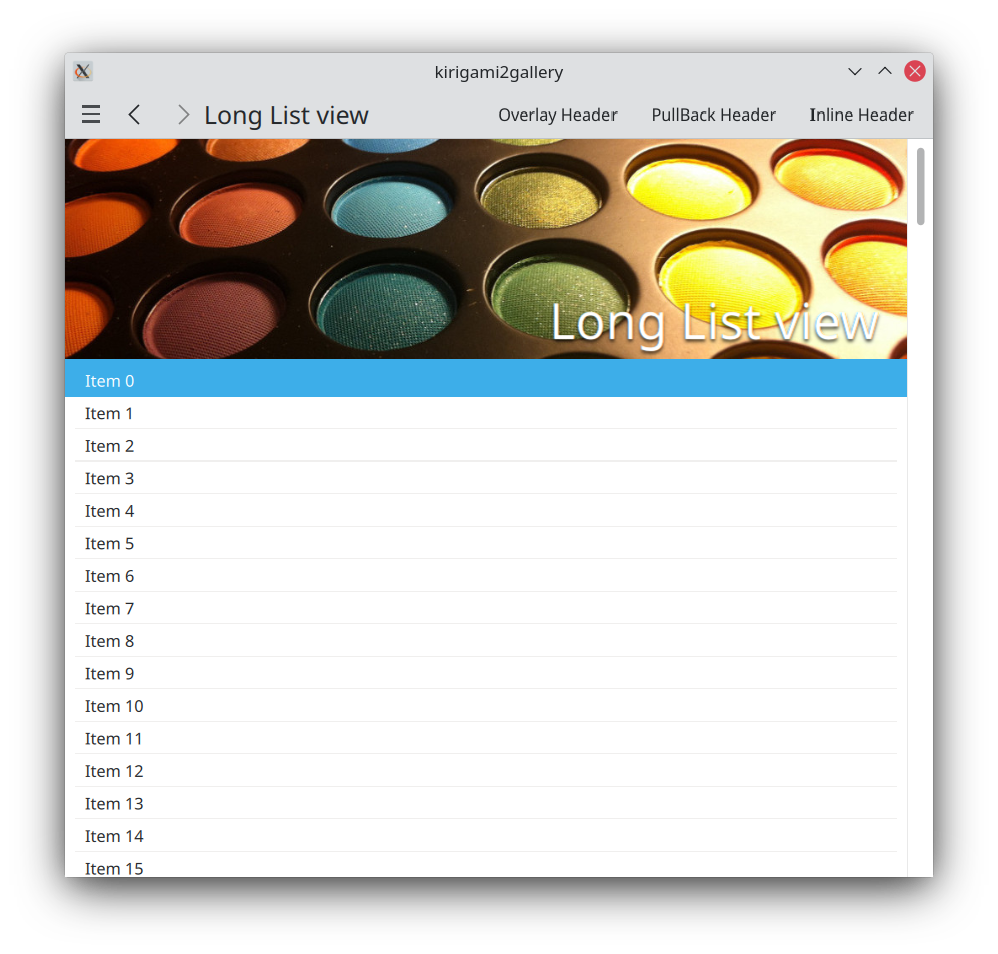 kirigami2gallery
Long List view
Overlay Header
PullBack Header
Inline Header
Long List view
Item 0
Item 1
Item 2
Item 3
Item 4
Item 5
Item 6
Item 7
Item 8
Item 9
Item 10
Item 11
Item 12
Item 13
Item 14
Item 15